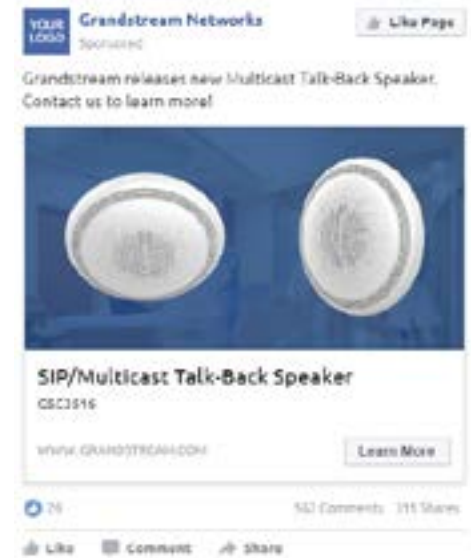 YOUR
LOGO
Grandstream Networks
Like Page
Sponsored
Grandstream releases new Multicast Talk-Back Speaker.
Contact us to learn more!
SIP/Multicast Talk-Back Speaker
GSC3516
WWW.GRANDSTREAM.COM
Learn More
Comments Shares
Like Comment Share